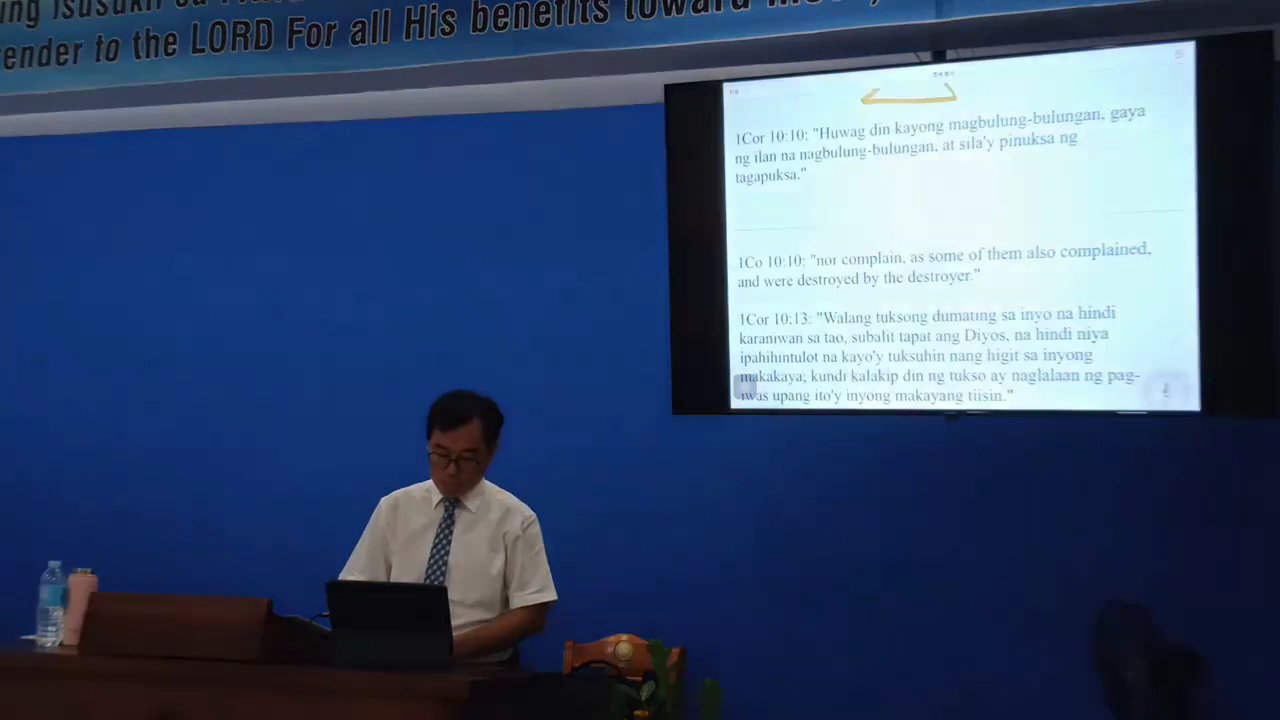 ung isusukli sa
render to the LORD For all His benefits toward
1Cor 10:10: "Huwag din kayong magbulung-bulungan, gaya
ng ilan na nagbulung-bulungan, at sila'y pinuksa ng
tagapuksa."
1Co 10:10: "nor complain, as some of them also complained,
and were destroyed by the destroyer."
1Cor 10:13: "Walang tuksong dumating sa inyo na hindi
karaniwan sa tao, subalit tapat ang Diyos, na hindi niya
ipahihintulot na kayo'y tuksuhin nang higit sa inyong
makakaya; kundi kalakip din ng tukso ay naglalaan ng pag-
iwas upang ito'y inyong makayang tiisin."